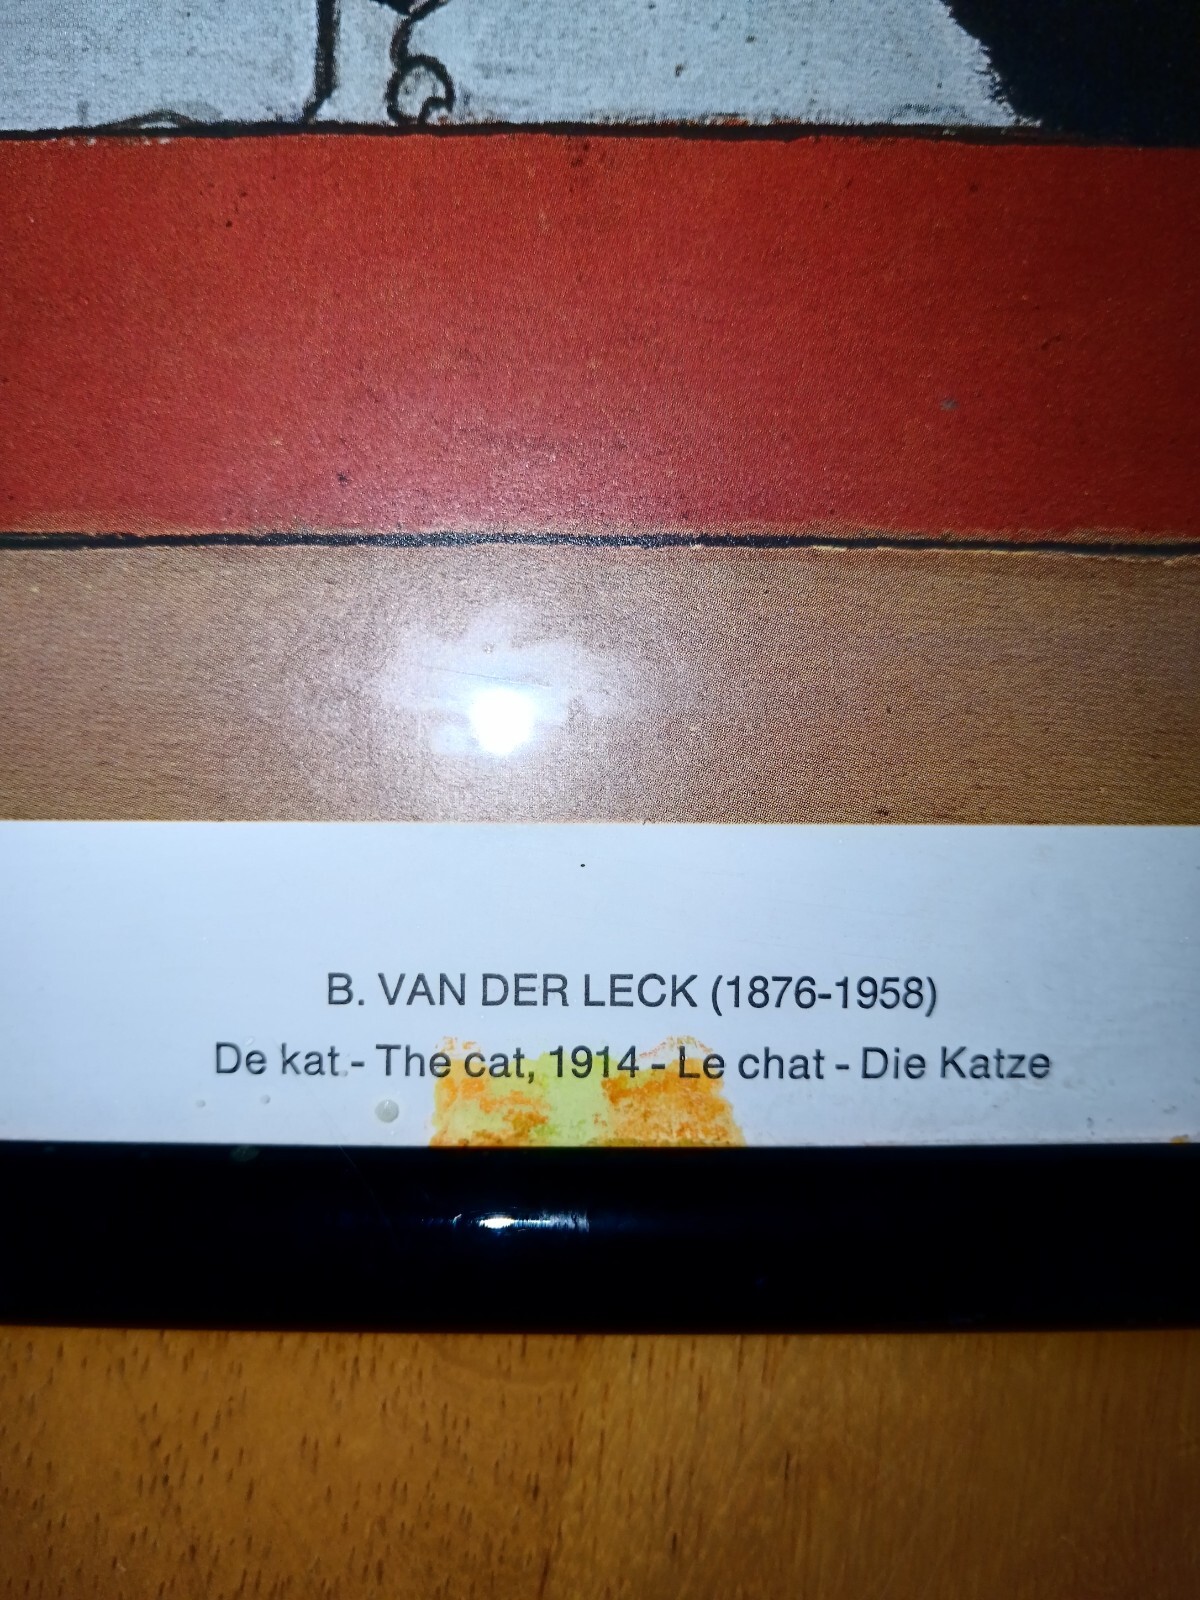 B. VAN DER LECK (1876-1958)
De kat - The cat, 1914 - Le chat - Die Katze